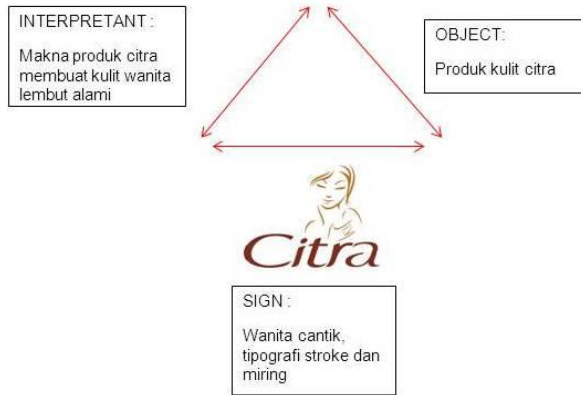 INTERPRETANT :
Makna produk citra
membuat kulit wanita
lembut alami
OBJECT:
Produk kulit citra
Citra
SIGN :
Wanita cantik,
tipografi stroke dan
miring